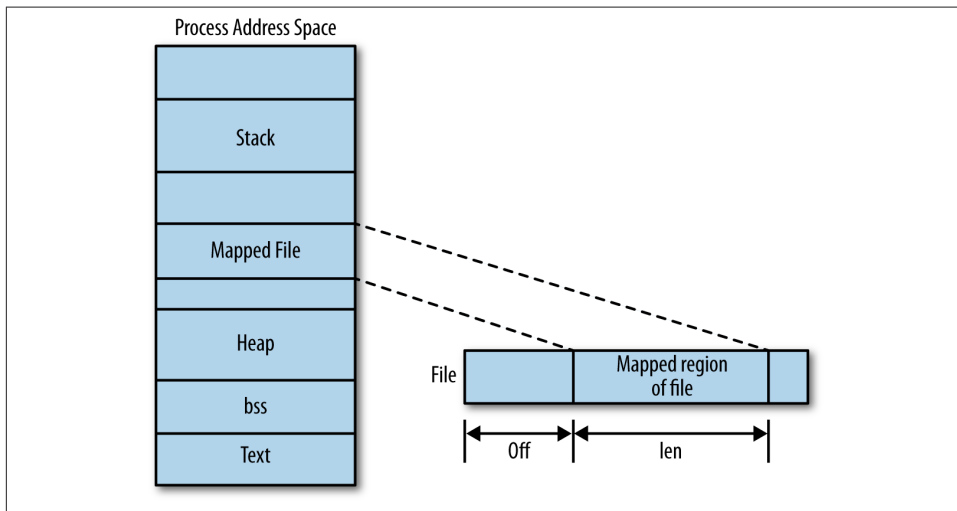 Process Address Space
Stack
Mapped File
Heap
bss
Text
File
Mapped region
of file
Off
len